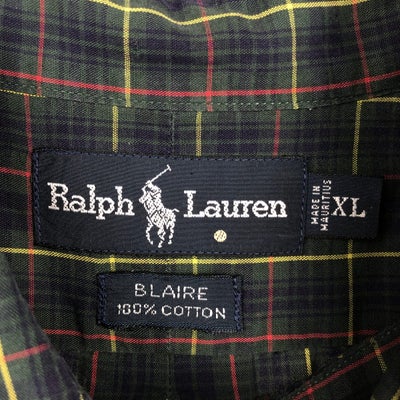 Ralph Lauren
MADE IN
MAURITIUS
XL
BLAIRE
100% COTTON